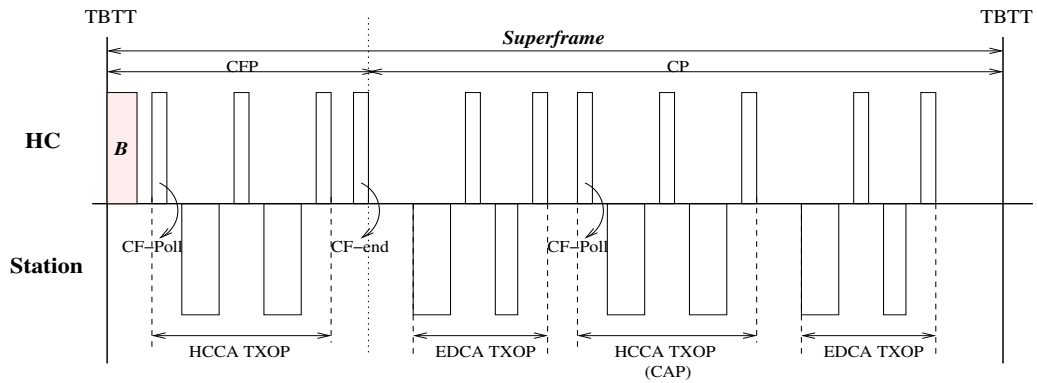 TBTT
TBTT
Superframe
CFP
CP
HC
B
CF–Poll
CF–end
CF–Poll
Station
HCCA TXOP
EDCA TXOP
HCCA TXOP
(CAP)
EDCA TXOP